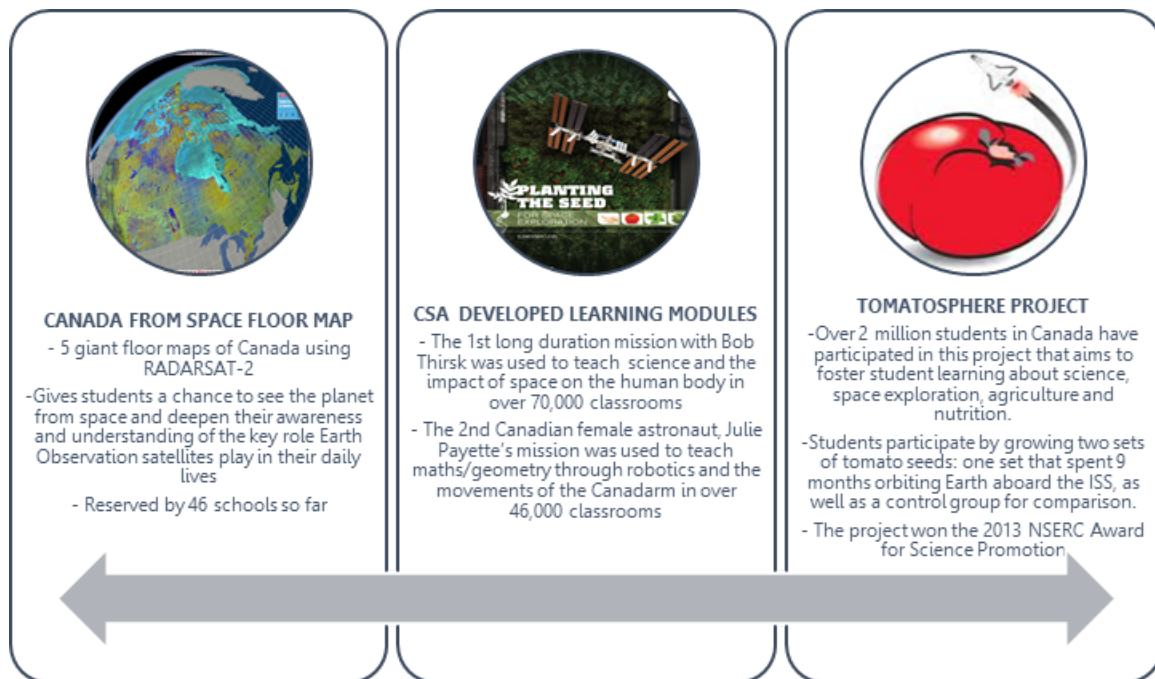 CANADA FROM SPACE FLOOR MAP
- 5 giant floor maps of Canada using
RADARSAT-2
-Gives students a chance to see the planet
from space and deepen their awareness
and understanding of the key role Earth
Observation satellites play in their daily
lives
- Reserved by 46 schools so far
PLANTING
THE SEED
FOR SPACE
EXPLORATION
CSA DEVELOPED LEARNING MODULES
- The 1st long duration mission with Bob
Thirsk was used to teach science and the
impact of space on the human body in
over 70,000 classrooms
- The 2nd Canadian female astronaut, Julie
Payette's mission was used to teach
maths/geometry through robotics and the
movements of the Canadarm in over
46,000 classrooms
TOMATOSPHERE PROJECT
-Over 2 million students in Canada have
participated in this project that aims to
foster student learning about science,
space exploration, agriculture and
nutrition.
-Students participate by growing two sets
of tomato seeds: one set that spent 9
months orbiting Earth aboard the ISS, as
well as a control group for comparison.
- The project won the 2013 NSERC Award
for Science Promotion